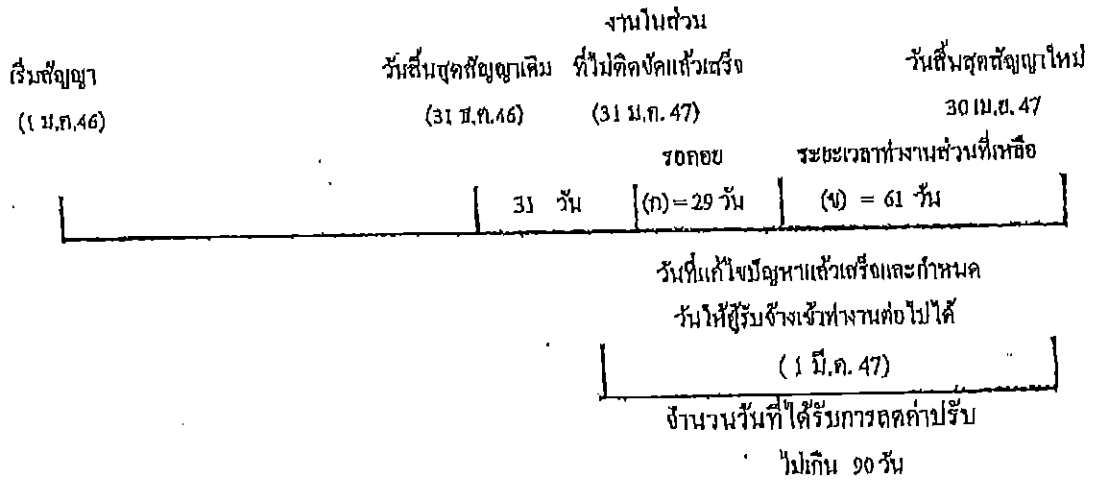 งานในส่วน
เริ่มสัญญา วันสิ้นสุดสัญญาเดิม ที่ไม่ติดขัดแล้วเสร็จ วันสิ้นสุดสัญญาใหม่
(1 ม.ค.46) (31 ธ.ค.46) (31 ม.ค. 47) 30 เม.ย. 47
รอคอย ระยะเวลาทำงานส่วนที่เหลือ
31 วัน (ก)=29 วัน (ข) = 61 วัน
วันที่แก้ไขปัญหาแล้วเสร็จและกำหนด
วันให้ผู้รับจ้างเข้าทำงานต่อไปได้
( 1 มี.ค. 47)
จำนวนวันที่ได้รับการลดค่าปรับ
ไม่เกิน 90 วัน